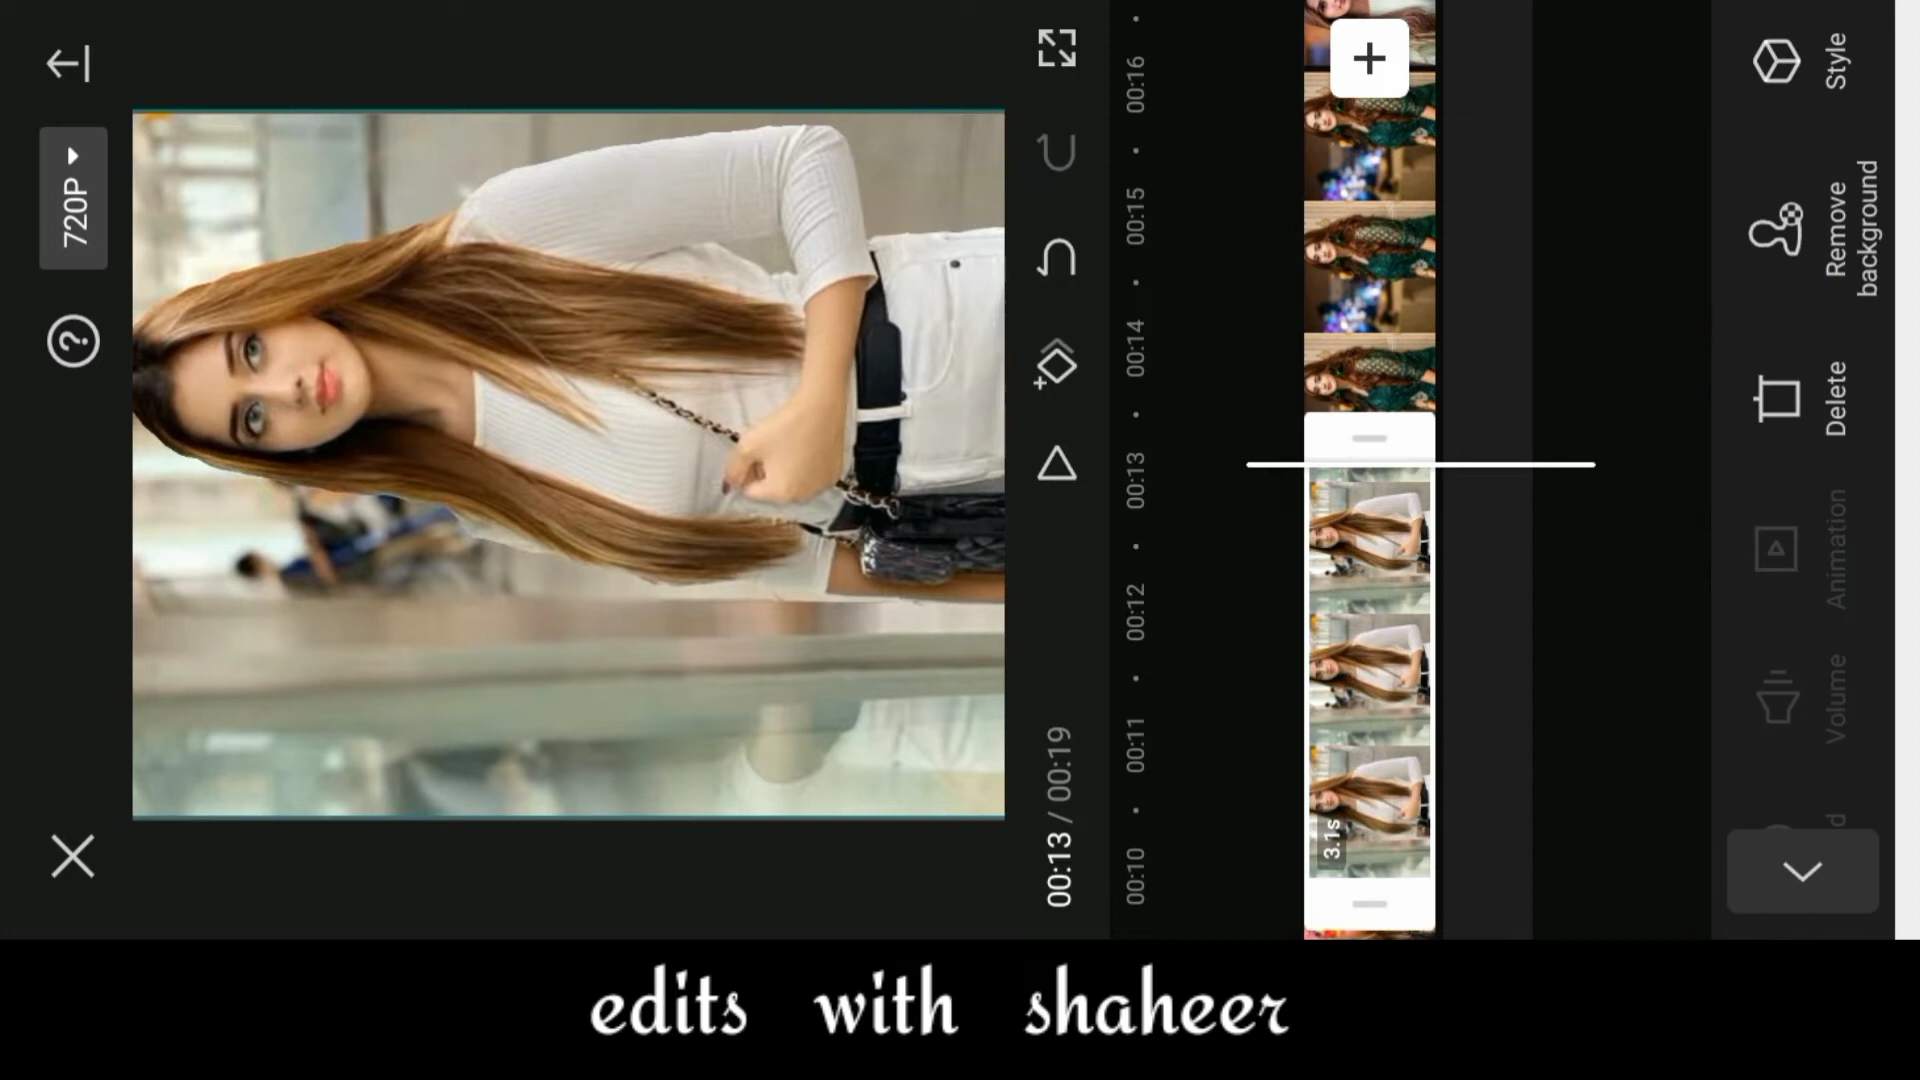 720P
00:13 / 00:19
00:10
00:11
00:12
00:13
00:14
00:15
00:16
3.1s
d
Volume
Animation
Delete
Remove
background
Style
edits with shaheer